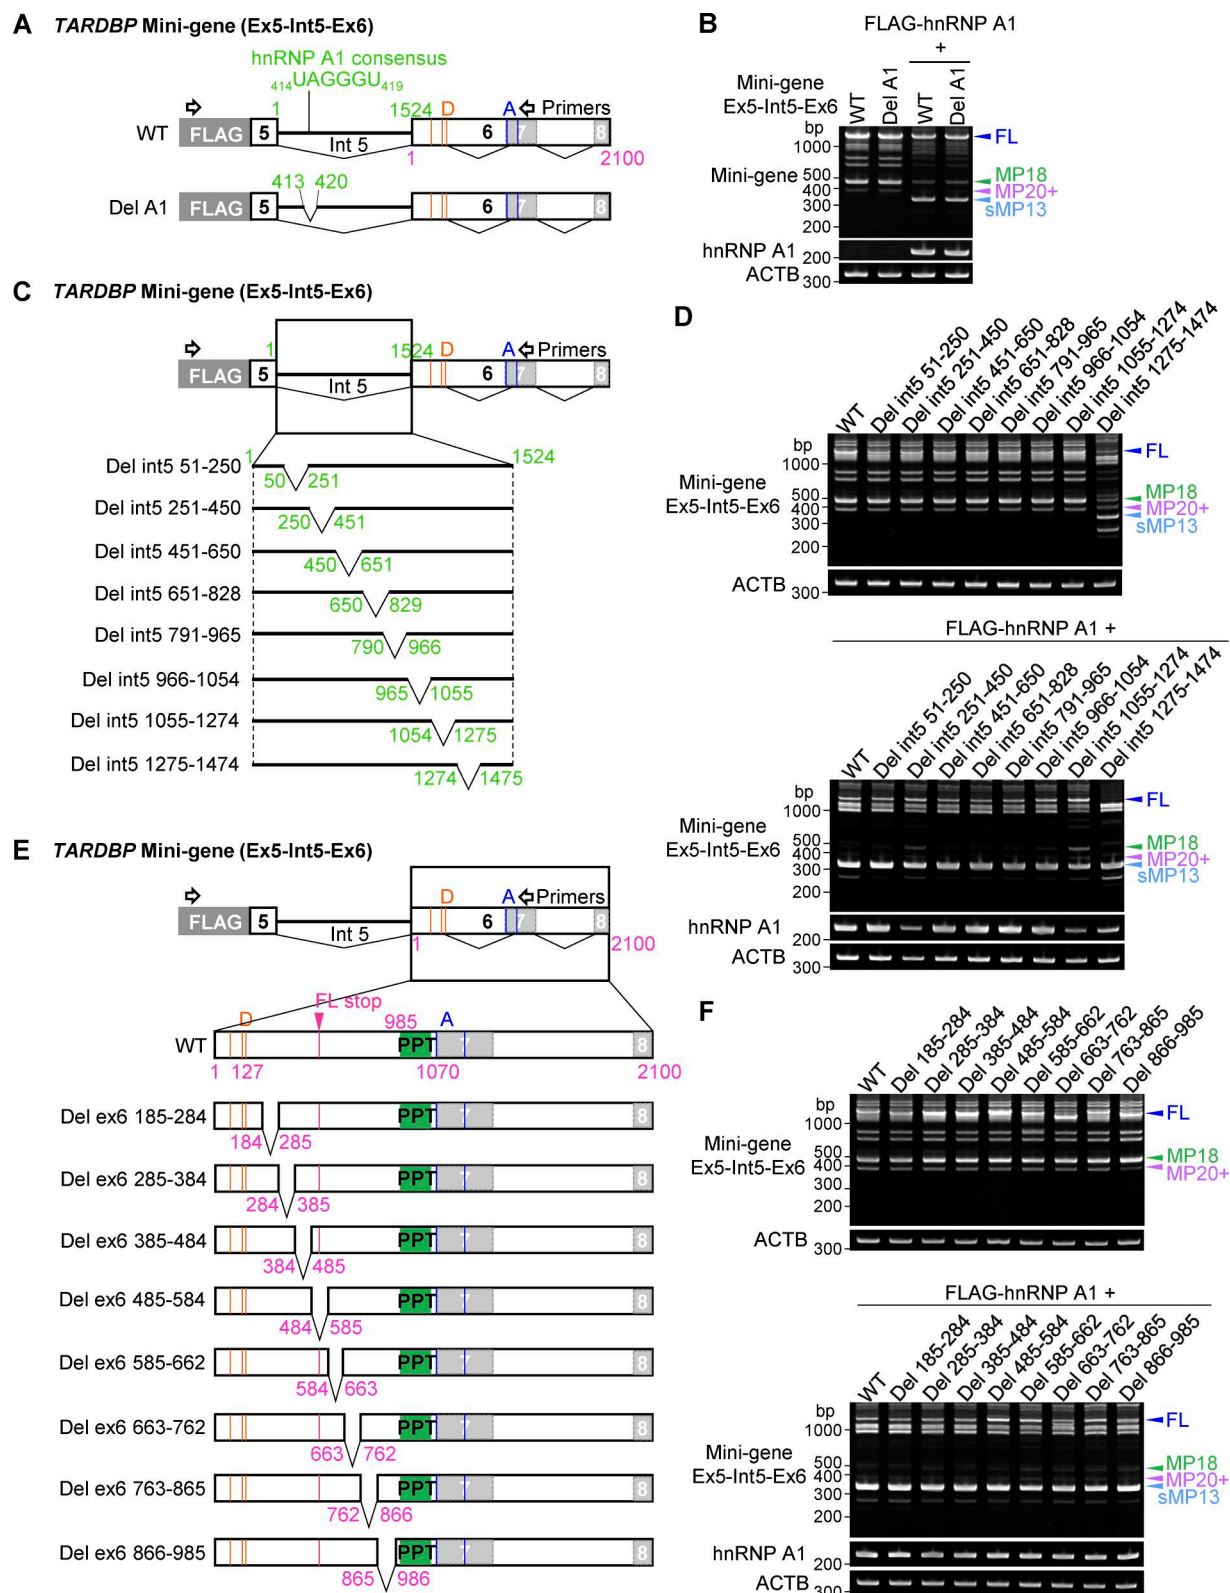 A TARDBP Mini-gene (Ex5-Int5-Ex6)
hnRNP A1 consensus
414UAGGGU419
1 1524 D A Primers
WT FLAG 5 Int 5 6 7 8
1 2100
413 420
Del A1 FLAG 5 6 7 8
B
FLAG-hnRNP A1
+
Mini-gene
Ex5-Int5-Ex6
WT
Del A1
WT
Del A1
bp
1000
500
400
300
200
Mini-gene
FL
MP18
MP20+
sMP13
hnRNP A1
200
ACTB
300
C TARDBP Mini-gene (Ex5-Int5-Ex6)
1 1524 D A Primers
FLAG 5 Int 5 6 7 8
1 1524
Del int5 51-250
50 251
Del int5 251-450
250 451
Del int5 451-650
450 651
Del int5 651-828
650 829
Del int5 791-965
790 966
Del int5 966-1054
965 1055
Del int5 1055-1274
1054 1275
Del int5 1275-1474
1274 1475
D
WT
Del int5 51-250
Del int5 251-450
Del int5 451-650
Del int5 651-828
Del int5 791-965
Del int5 966-1054
Del int5 1055-1274
Del int5 1275-1474
bp
1000
500
400
300
200
Mini-gene
Ex5-Int5-Ex6
FL
MP18
MP20+
sMP13
ACTB
300
FLAG-hnRNP A1 +
WT
Del int5 51-250
Del int5 251-450
Del int5 451-650
Del int5 651-828
Del int5 791-965
Del int5 966-1054
Del int5 1055-1274
Del int5 1275-1474
bp
1000
500
400
300
200
Mini-gene
Ex5-Int5-Ex6
FL
MP18
MP20+
sMP13
hnRNP A1
200
ACTB
300
E TARDBP Mini-gene (Ex5-Int5-Ex6)
D A Primers
FLAG 5 Int 5 6 7 8
1 2100
FL stop
D 985 A
WT PPT 7 8
1 127 1070 2100
Del ex6 185-284 PPT 7 8
184 285
Del ex6 285-384 PPT 7 8
284 385
Del ex6 385-484 PPT 7 8
384 485
Del ex6 485-584 PPT 7 8
484 585
Del ex6 585-662 PPT 7 8
584 663
Del ex6 663-762 PPT 7 8
663 762
Del ex6 763-865 PPT 7 8
762 866
Del ex6 866-985 PPT 7 8
865 986
F
WT
Del 185-284
Del 285-384
Del 385-484
Del 485-584
Del 585-662
Del 663-762
Del 763-865
Del 866-985
bp
1000
500
400
300
200
Mini-gene
Ex5-Int5-Ex6
FL
MP18
MP20+
ACTB
300
FLAG-hnRNP A1 +
WT
Del 185-284
Del 285-384
Del 385-484
Del 485-584
Del 585-662
Del 663-762
Del 763-865
Del 866-985
bp
1000
500
400
300
200
Mini-gene
Ex5-Int5-Ex6
FL
MP18
MP20+
sMP13
hnRNP A1
200
ACTB
300